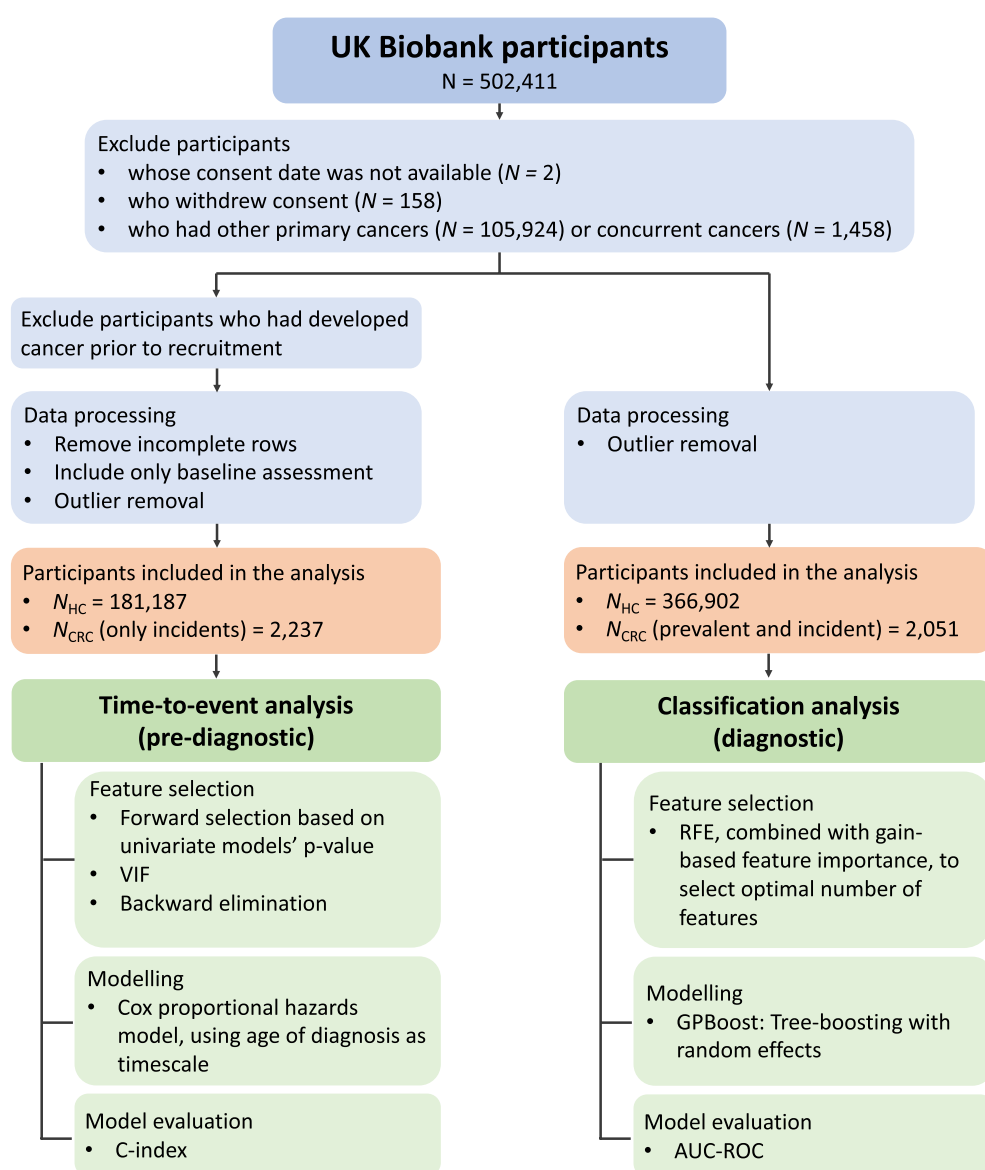 UK Biobank participants
N = 502,411
Exclude participants
• whose consent date was not available (N = 2)
• who withdrew consent (N = 158)
• who had other primary cancers (N = 105,924) or concurrent cancers (N = 1,458)
Exclude participants who had developed
cancer prior to recruitment
Data processing
• Remove incomplete rows
• Include only baseline assessment
• Outlier removal
Data processing
• Outlier removal
Participants included in the analysis
• NHC = 181,187
• NCRC (only incidents) = 2,237
Participants included in the analysis
• NHC = 366,902
• NCRC (prevalent and incident) = 2,051
Time-to-event analysis
(pre-diagnostic)
Feature selection
• Forward selection based on
univariate models’ p-value
• VIF
• Backward elimination
Modelling
• Cox proportional hazards
model, using age of diagnosis as
timescale
Model evaluation
• C-index
Classification analysis
(diagnostic)
Feature selection
• RFE, combined with gain-
based feature importance, to
select optimal number of
features
Modelling
• GPBoost: Tree-boosting with
random effects
Model evaluation
• AUC-ROC